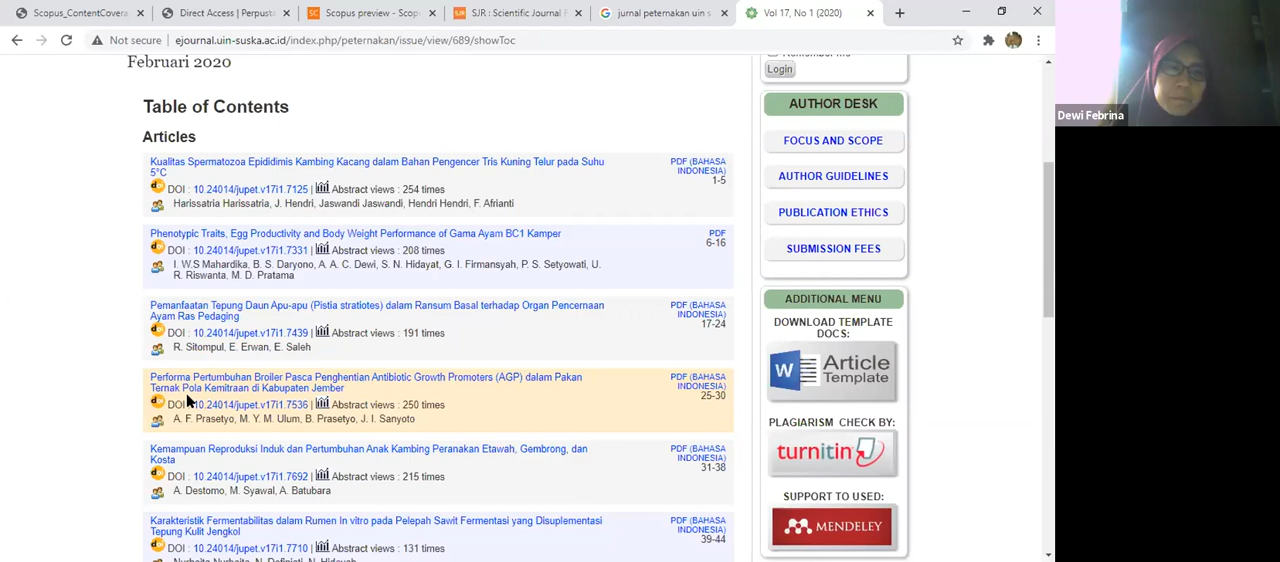 Scopus_ContentCovera
Direct Access | Perpusta
Scopus preview - Scop
SJR : Scientific Journal F
jurnal peternakan uin s
Vol 17, No 1 (2020)
Not secure | ejournal.uin-suska.ac.id/index.php/peternakan/issue/view/689/showToc
Februari 2020
Table of Contents
Articles
Kualitas Spermatozoa Epididimis Kambing Kacang dalam Bahan Pengencer Tris Kuning Telur pada Suhu
5°C
PDF (BAHASA
INDONESIA)
1-5
DOI : 10.24014/jupet.v17i1.7125 | Abstract views : 254 times
Harissatria Harissatria, J. Hendri, Jaswandi Jaswandi, Hendri Hendri, F. Afrianti
Phenotypic Traits, Egg Productivity and Body Weight Performance of Gama Ayam BC1 Kamper
PDF
6-16
DOI : 10.24014/jupet.v17i1.7331 | Abstract views : 208 times
I. W.S Mahardika, B. S. Daryono, A. A. C. Dewi, S. N. Hidayat, G. I. Firmansyah, P. S. Setyowati, U.
R. Riswanta, M. D. Pratama
Pemanfaatan Tepung Daun Apu-apu (Pistia stratiotes) dalam Ransum Basal terhadap Organ Pencernaan
Ayam Ras Pedaging
PDF (BAHASA
INDONESIA)
17-24
DOI : 10.24014/jupet.v17i1.7439 | Abstract views : 191 times
R. Sitompul, E. Erwan, E. Saleh
Performa Pertumbuhan Broiler Pasca Penghentian Antibiotic Growth Promoters (AGP) dalam Pakan
Ternak Pola Kemitraan di Kabupaten Jember
PDF (BAHASA
INDONESIA)
25-30
DOI : 10.24014/jupet.v17i1.7536 | Abstract views : 250 times
A. F. Prasetyo, M. Y. M. Ulum, B. Prasetyo, J. I. Sanyoto
Kemampuan Reproduksi Induk dan Pertumbuhan Anak Kambing Peranakan Etawah, Gembrong, dan
Kosta
PDF (BAHASA
INDONESIA)
31-38
DOI : 10.24014/jupet.v17i1.7692 | Abstract views : 215 times
A. Destomo, M. Syawal, A. Batubara
Karakteristik Fermentabilitas dalam Rumen In vitro pada Pelepah Sawit Fermentasi yang Disuplementasi
Tepung Kulit Jengkol
PDF (BAHASA
INDONESIA)
39-44
DOI : 10.24014/jupet.v17i1.7710 | Abstract views : 131 times
Login
AUTHOR DESK
FOCUS AND SCOPE
AUTHOR GUIDELINES
PUBLICATION ETHICS
SUBMISSION FEES
ADDITIONAL MENU
DOWNLOAD TEMPLATE
DOCS:
W
Article
Template
PLAGIARISM CHECK BY:
turnitin
SUPPORT TO USED:
MENDELEY
Dewi Febrina